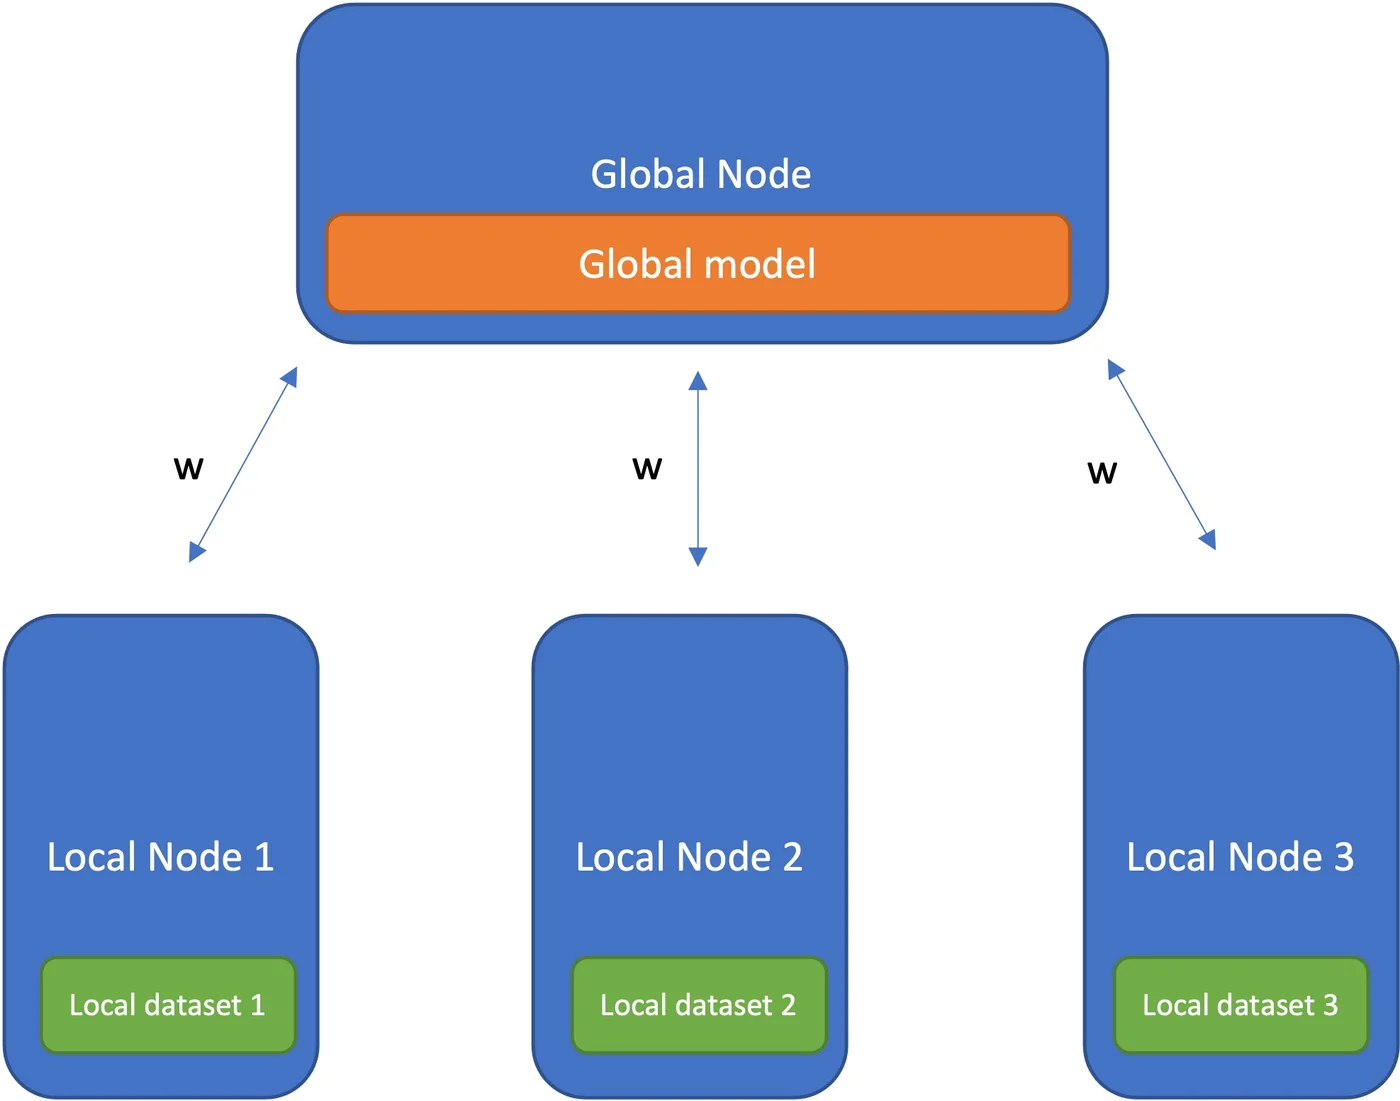 Global Node
Global model
w
w
w
Local Node 1
Local Node 2
Local Node 3
Local dataset 1
Local dataset 2
Local dataset 3